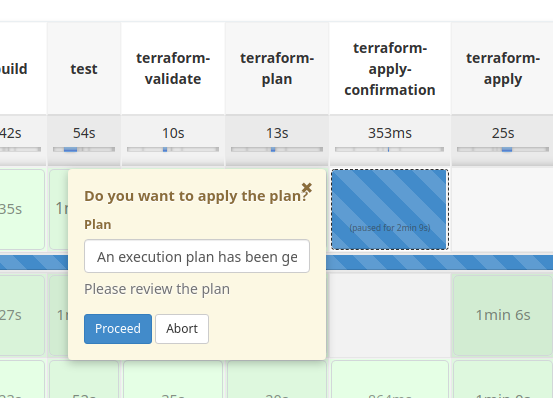 uild
test
terraform-
validate
terraform-
plan
terraform-
apply-
confirmation
terraform-
apply
42s
54s
10s
13s
353ms
25s
35s
1r
(paused for 2min 9s)
Do you want to apply the plan?
Plan
An execution plan has been ge
Please review the plan
Proceed
Abort
27s
1r
1min 6s